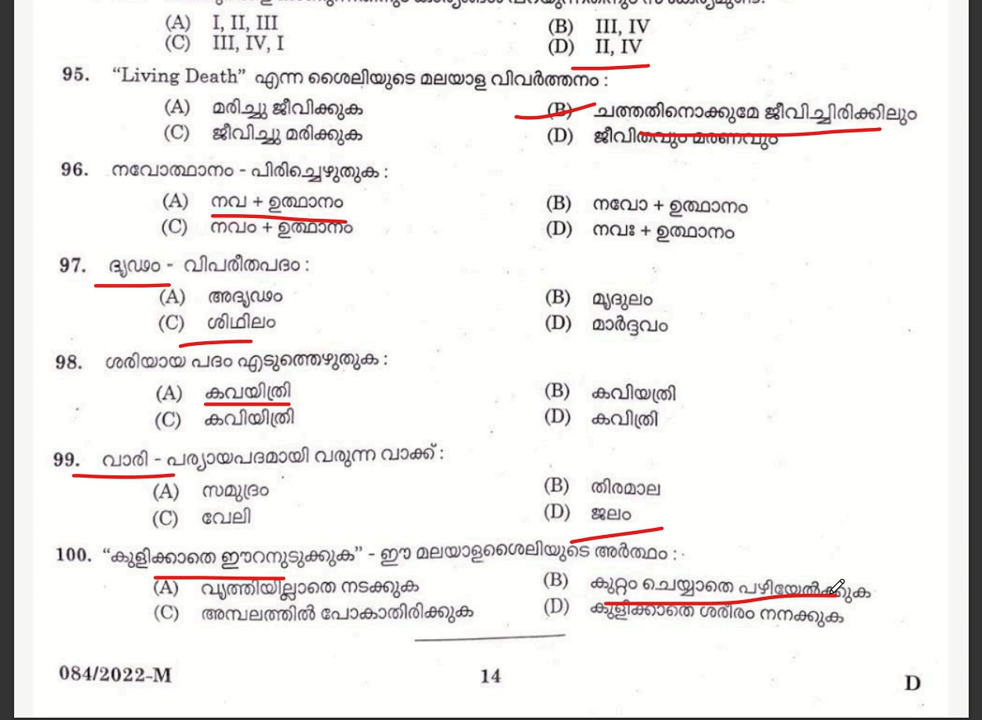 (A) I, II, III (B) III, IV
(C) III, IV, I (D) II, IV
95. “Living Death” എന്ന ശൈലിയുടെ മലയാള വിവർത്തനം :
(A) മരിച്ചു ജീവിക്കുക (B) ചത്തതിനൊക്കുമേ ജീവിച്ചിരിക്കിലും
(C) ജീവിച്ചു മരിക്കുക (D) ജീവിതവും മരണവും
96. നവോത്ഥാനം - പിരിച്ചെഴുതുക :
(A) നവ + ഉത്ഥാനം (B) നവോ + ഉത്ഥാനം
(C) നവം + ഉത്ഥാനം (D) നവഃ + ഉത്ഥാനം
97. ദൃഢം - വിപരീതപദം :
(A) അദൃഢം (B) മൃദുലം
(C) ശിഥിലം (D) മാർദ്ദവം
98. ശരിയായ പദം എടുത്തെഴുതുക :
(A) കവയിത്രി (B) കവിയത്രി
(C) കവിയിത്രി (D) കവിത്രി
99. വാരി - പര്യായപദമായി വരുന്ന വാക്ക് :
(A) സമുദ്രം (B) തിരമാല
(C) വേലി (D) ജലം
100. “കുളിക്കാതെ ഈറനുടുക്കുക” - ഈ മലയാളശൈലിയുടെ അർത്ഥം :
(A) വൃത്തിയില്ലാതെ നടക്കുക (B) കുറ്റം ചെയ്യാതെ പഴിയേൽക്കുക
(C) അമ്പലത്തിൽ പോകാതിരിക്കുക (D) കുളിക്കാതെ ശരീരം നനക്കുക
084/2022-M 14 D